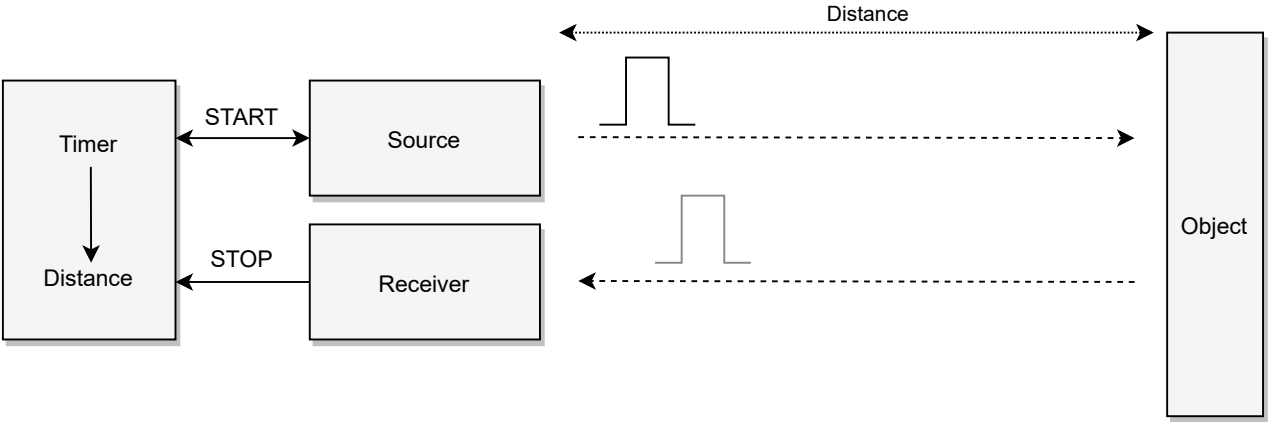 Distance
START
Timer
Source
Object
STOP
Distance
Receiver